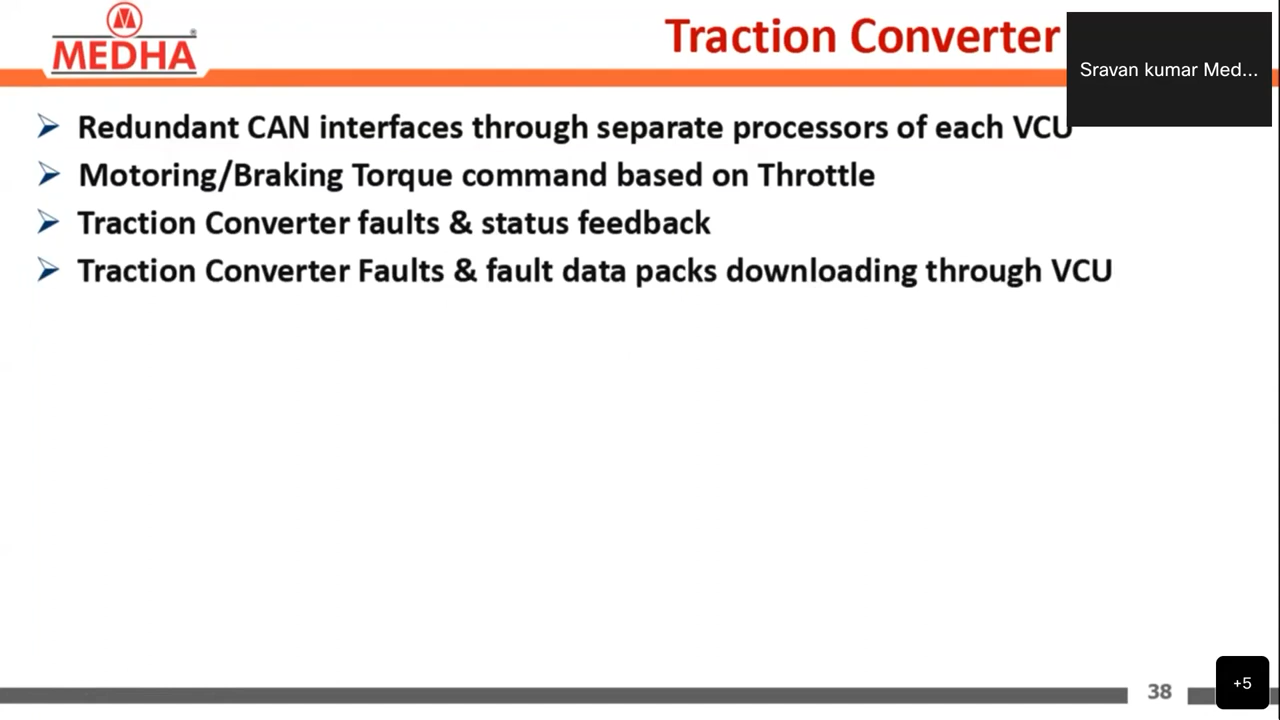 MEDHA
Traction Converter
Sravan kumar Med...
Redundant CAN interfaces through separate processors of each VCU
Motoring/Braking Torque command based on Throttle
Traction Converter faults & status feedback
Traction Converter Faults & fault data packs downloading through VCU
38
+5